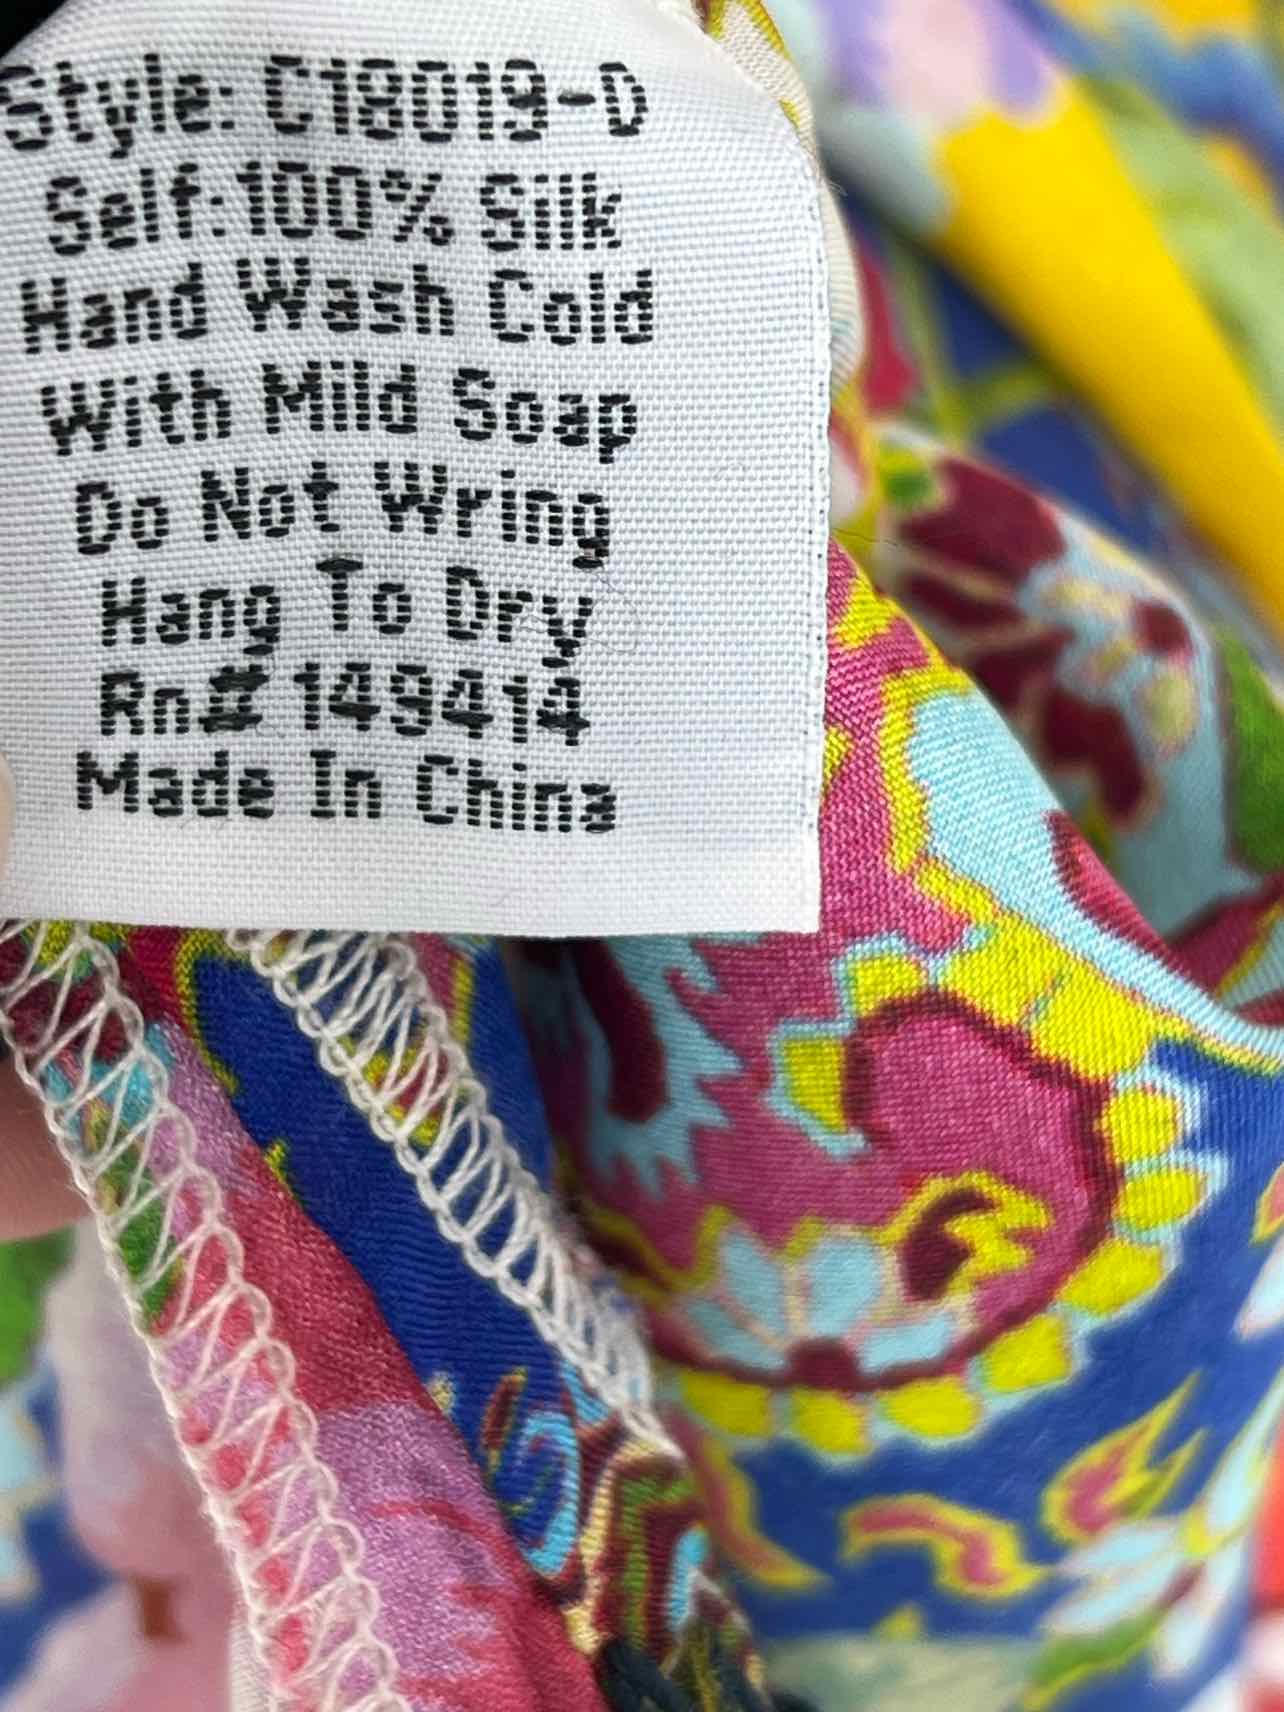 Style: C18019-D
Self:100% Silk
Hand Wash Cold
With Mild Soap
Do Not Wring
Hang To Dry
Rn# 149414
Made In China